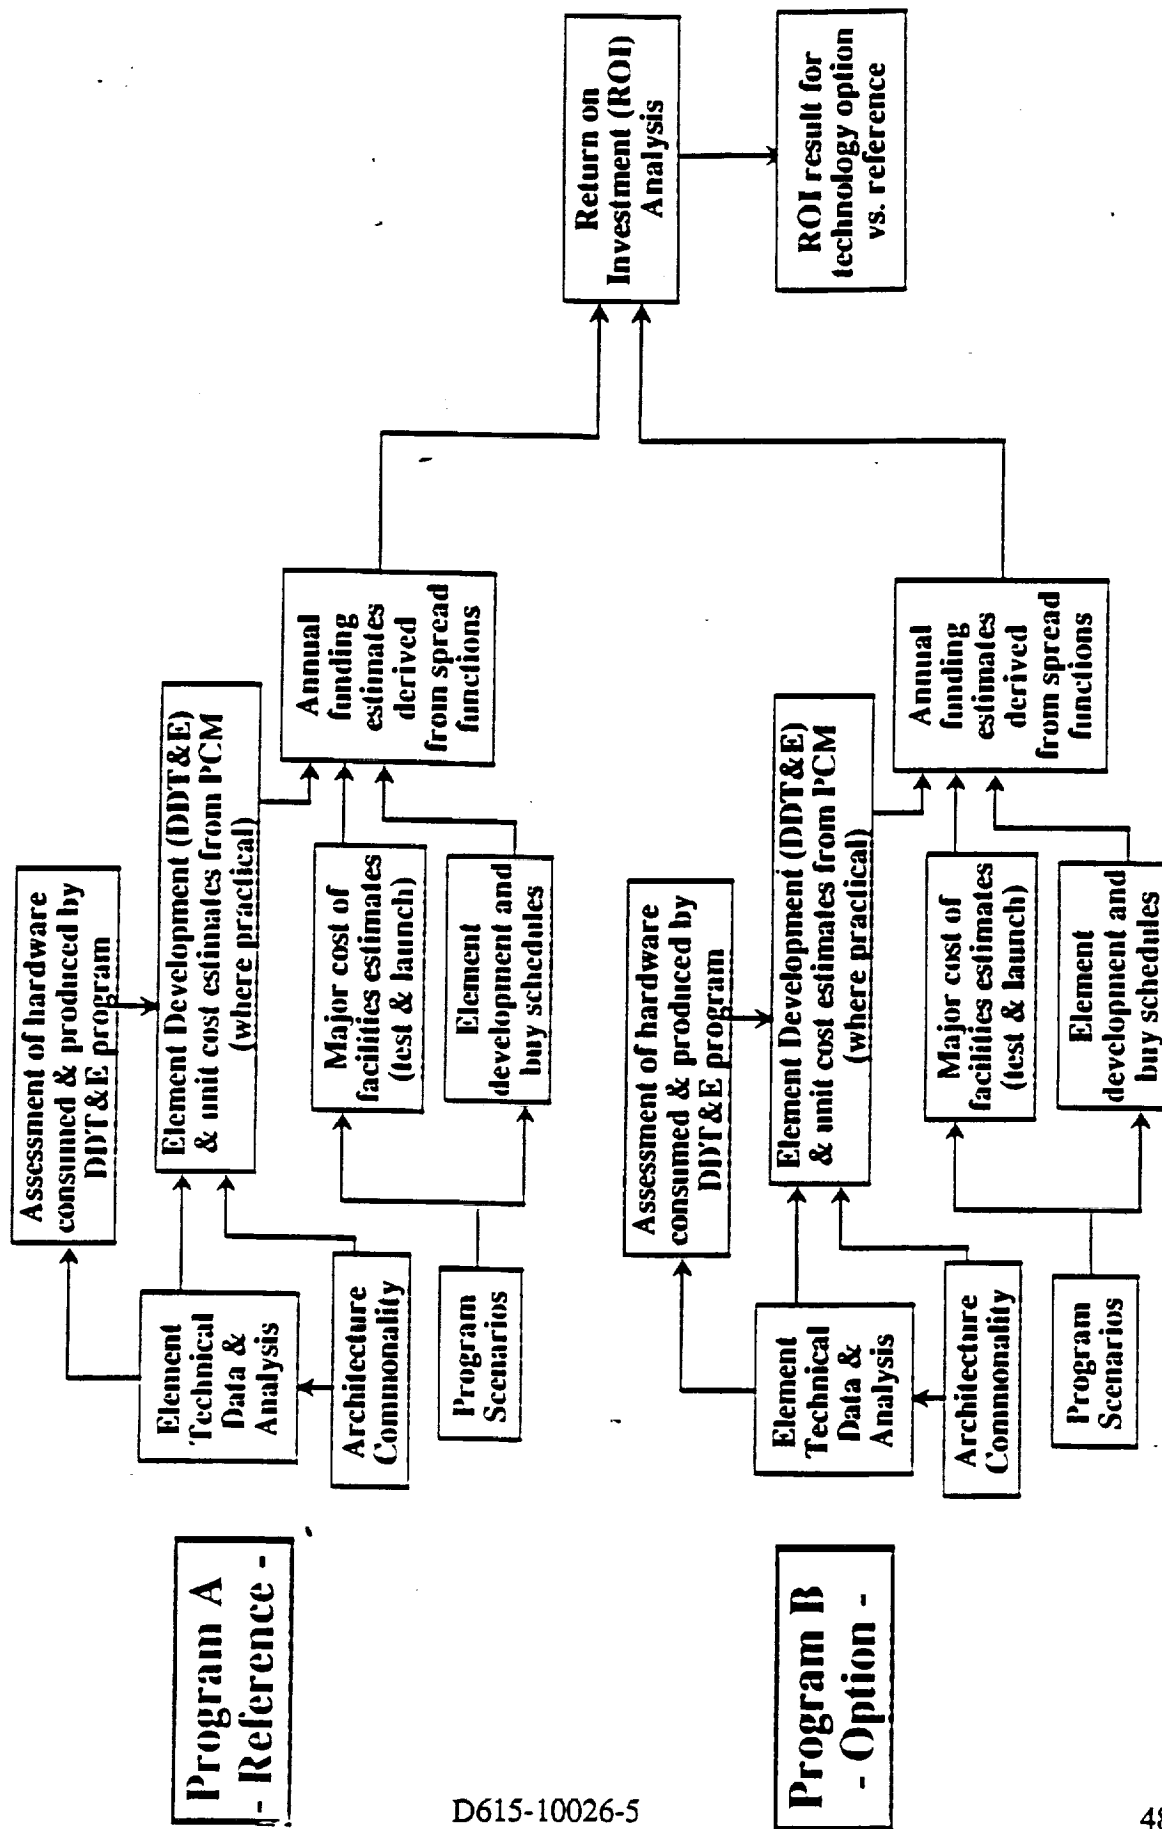 Program A
- Reference -
Element
Technical
Data &
Analysis
Architecture
Commonality
Program
Scenarios
Assessment of hardware
consumed & produced by
DDT&E program
Element Development (DDT&E)
& unit cost estimates from PCM
(where practical)
Major cost of
facilities estimates
(test & launch)
Element
development and
buy schedules
Annual
funding
estimates
derived
from spread
functions
Program B
- Option -
Element
Technical
Data &
Analysis
Architecture
Commonality
Program
Scenarios
Assessment of hardware
consumed & produced by
DDT&E program
Element Development (DDT&E)
& unit cost estimates from PCM
(where practical)
Major cost of
facilities estimates
(test & launch)
Element
development and
buy schedules
Annual
funding
estimates
derived
from spread
functions
Return on
Investment (ROI)
Analysis
ROI result for
technology option
vs. reference
D615-10026-5
48